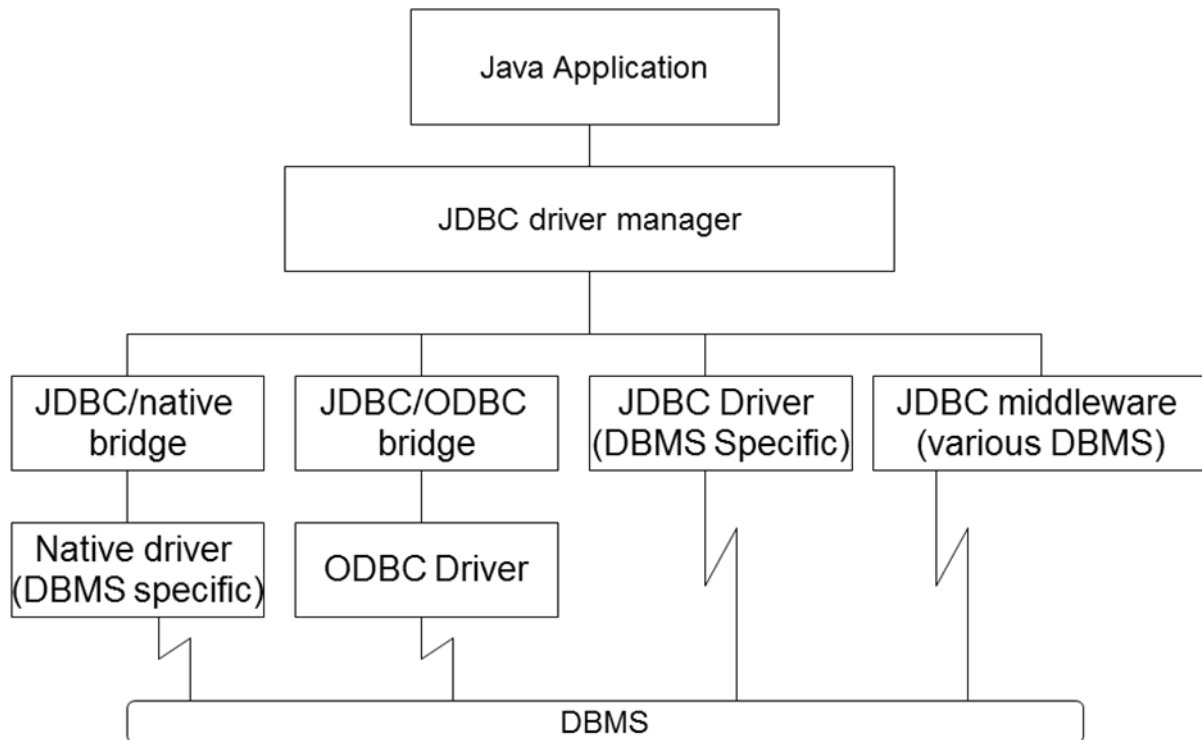 Java Application
JDBC driver manager
JDBC/native
bridge
JDBC/ODBC
bridge
JDBC Driver
(DBMS Specific)
JDBC middleware
(various DBMS)
Native driver
(DBMS specific)
ODBC Driver
DBMS